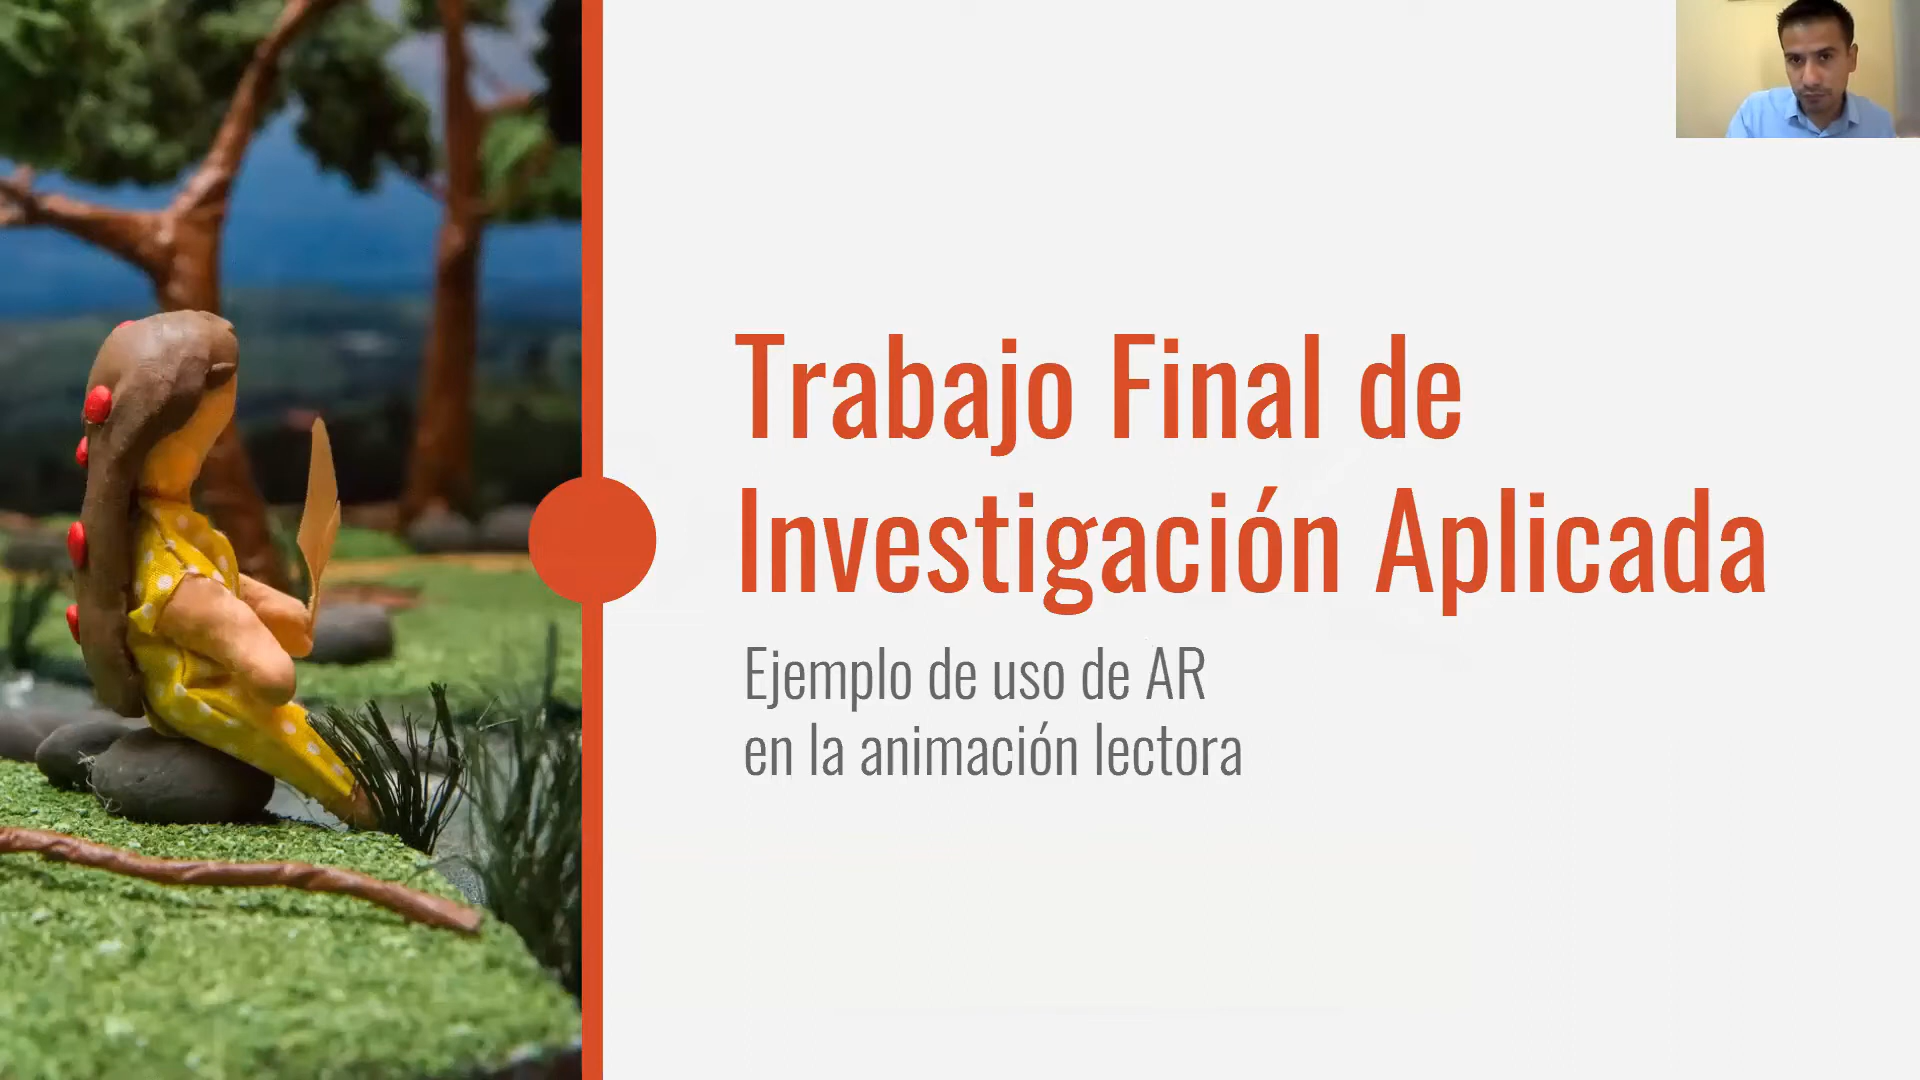 Trabajo Final de
Investigación Aplicada
Ejemplo de uso de AR
en la animación lectora